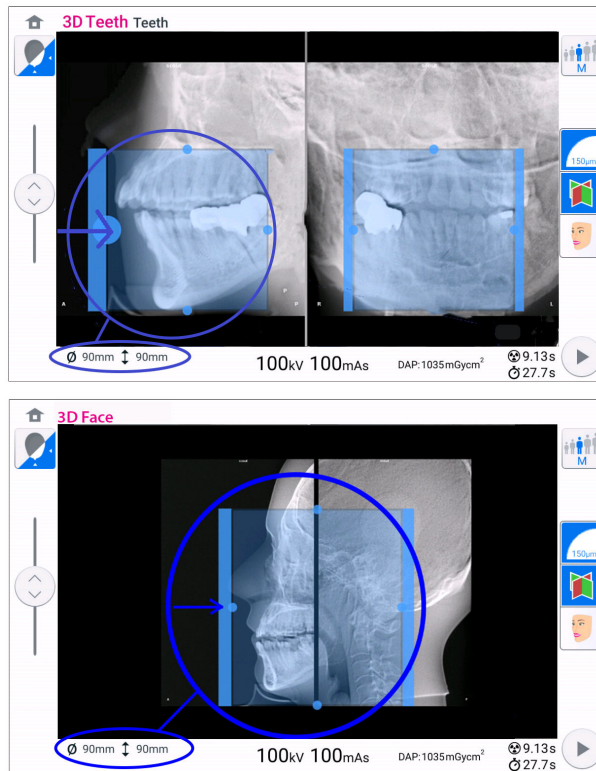 3D Teeth Teeth
M
150µm
A
P
P
R
L
Ø 90mm ↕ 90mm
100kV 100mAs
DAP:1035mGycm²
9.13s
27.7s
3D Face
M
150µm
Ø 90mm ↕ 90mm
100kV 100mAs
DAP:1035mGycm²
9.13s
27.7s